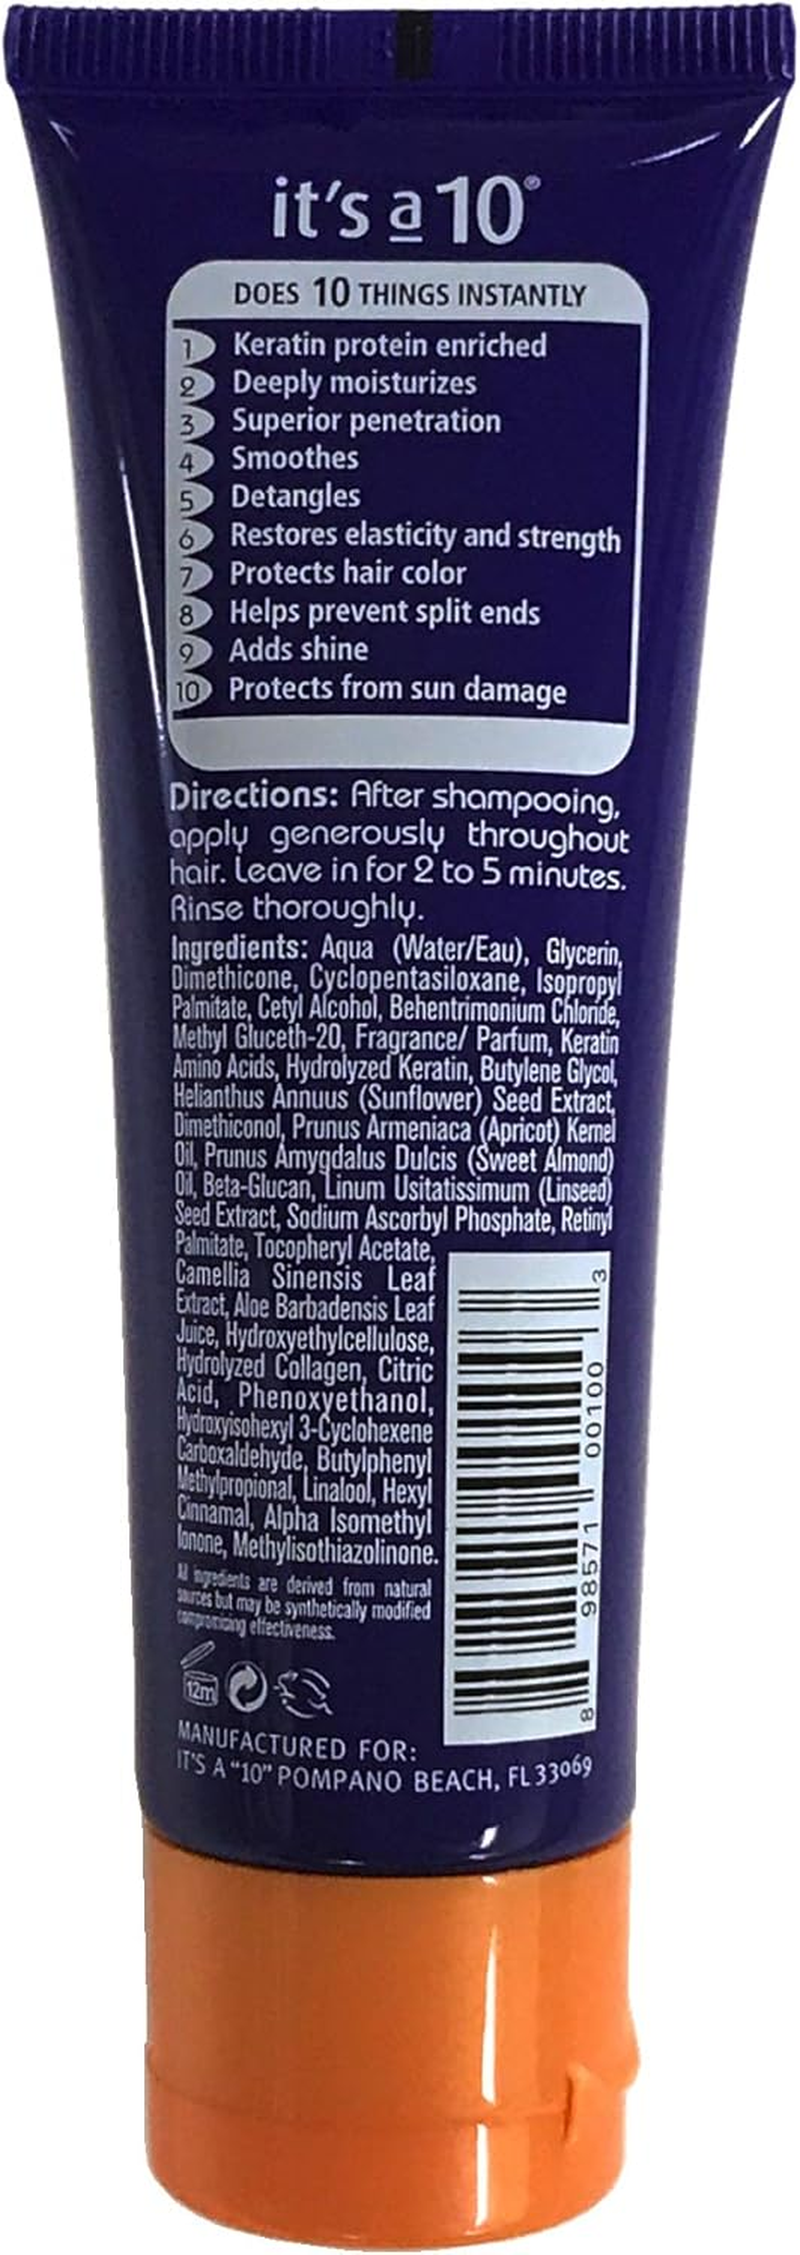 it's a 10®
DOES 10 THINGS INSTANTLY
1 Keratin protein enriched
2 Deeply moisturizes
3 Superior penetration
4 Smoothes
5 Detangles
6 Restores elasticity and strength
7 Protects hair color
8 Helps prevent split ends
9 Adds shine
10 Protects from sun damage
Directions: After shampooing,
apply generously throughout
hair. Leave in for 2 to 5 minutes.
Rinse thoroughly.
Ingredients: Aqua (Water/Eau), Glycerin,
Dimethicone, Cyclopentasiloxane, Isopropyl
Palmitate, Cetyl Alcohol, Behentrimonium Chloride,
Methyl Gluceth-20, Fragrance/ Parfum, Keratin
Amino Acids, Hydrolyzed Keratin, Butylene Glycol,
Helianthus Annuus (Sunflower) Seed Extract,
Dimethiconol, Prunus Armeniaca (Apricot) Kernel
Oil, Prunus Amygdalus Dulcis (Sweet Almond)
Oil, Beta-Glucan, Linum Usitatissimum (Linseed)
Seed Extract, Sodium Ascorbyl Phosphate, Retinyl
Palmitate, Tocopheryl Acetate,
Camellia Sinensis Leaf
Extract, Aloe Barbadensis Leaf
Juice, Hydroxyethylcellulose,
Hydrolyzed Collagen, Citric
Acid, Phenoxyethanol,
Hydroxyisohexyl 3-Cyclohexene
Carboxaldehyde, Butylphenyl
Methylpropional, Linalool, Hexyl
Cinnamal, Alpha Isomethyl
Ionone, Methylisothiazolinone.
All ingredients are derived from natural
sources but may be synthetically modified
compromising effectiveness.
12m
MANUFACTURED FOR:
IT'S A "10" POMPANO BEACH, FL 33069
8 98571 00100 3